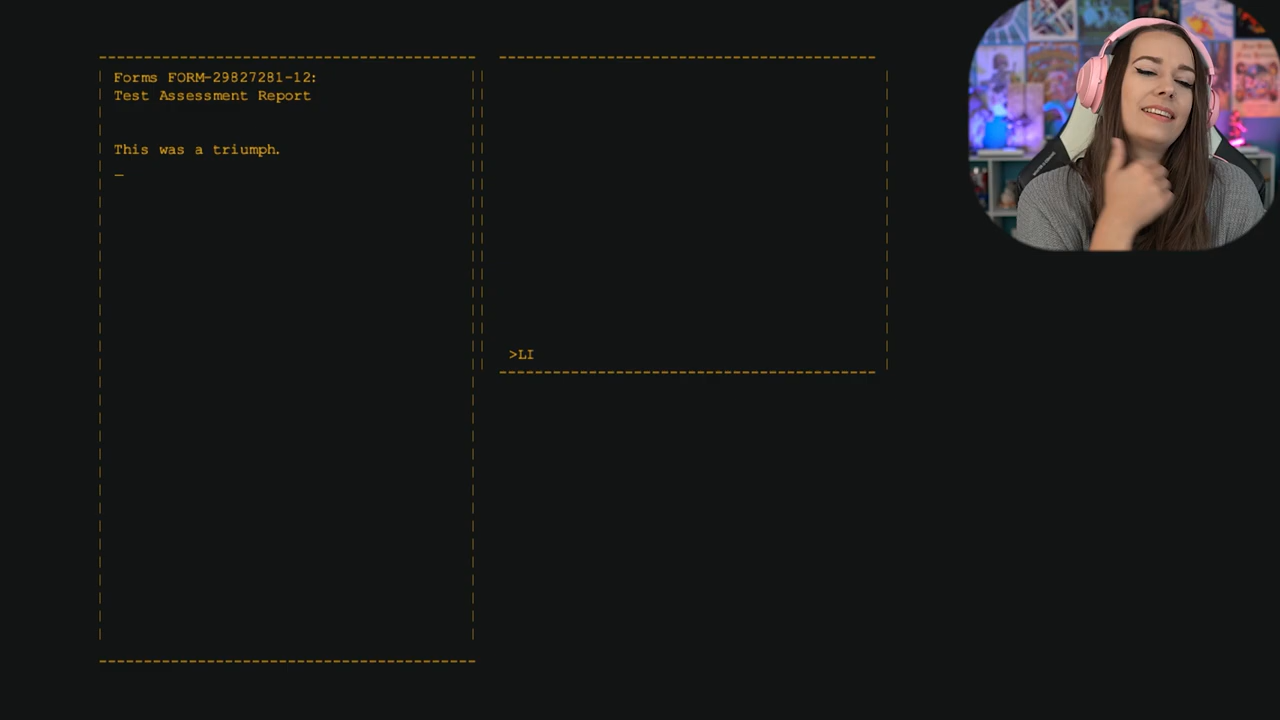 Forms FORM-29827281-12:
Test Assessment Report
This was a triumph.
>LI